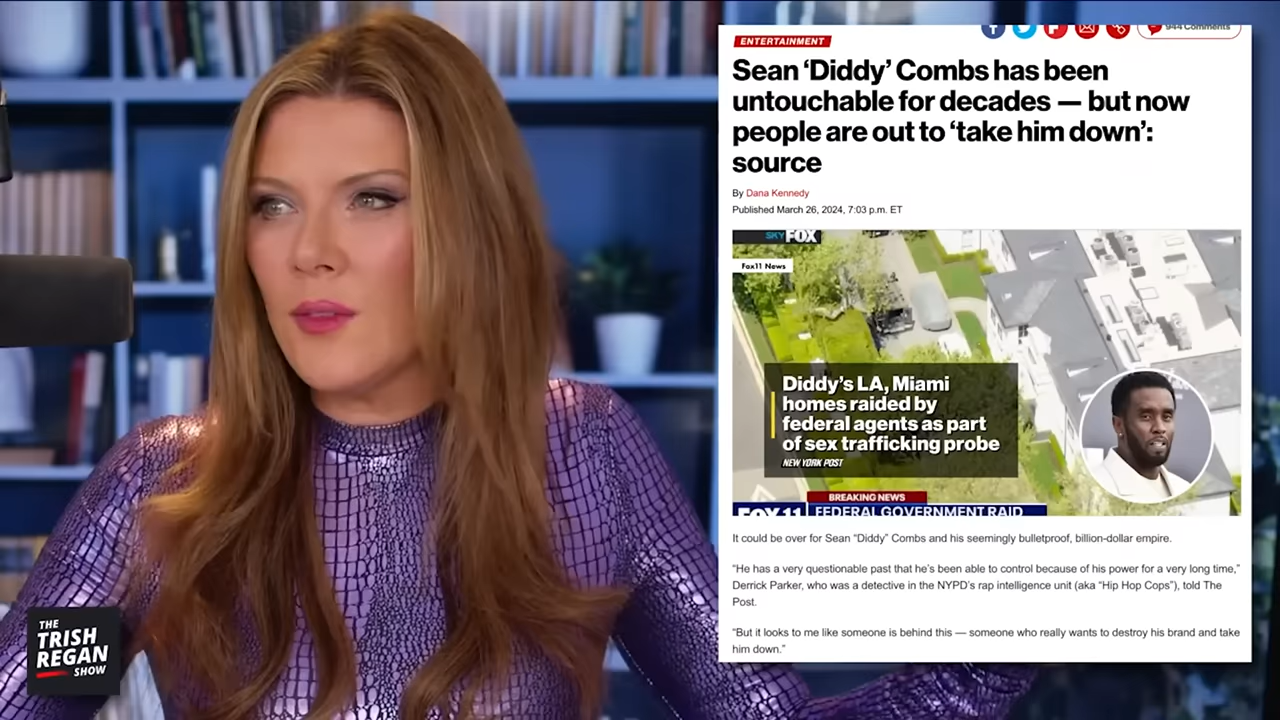 944 Comments
ENTERTAINMENT
Sean ‘Diddy’ Combs has been
untouchable for decades — but now
people are out to ‘take him down’:
source
By Dana Kennedy
Published March 26, 2024, 7:03 p.m. ET
SKYFOX
Fox11 News
Diddy’s LA, Miami
homes raided by
federal agents as part
of sex trafficking probe
NEW YORK POST
BREAKING NEWS
FOX 11 FEDERAL GOVERNMENT RAID
It could be over for Sean “Diddy” Combs and his seemingly bulletproof, billion-dollar empire.
“He has a very questionable past that he’s been able to control because of his power for a very long time,”
Derrick Parker, who was a detective in the NYPD’s rap intelligence unit (aka “Hip Hop Cops”), told The
Post.
“But it looks to me like someone is behind this — someone who really wants to destroy his brand and take
him down.”
THE
TRISH
REGAN
SHOW